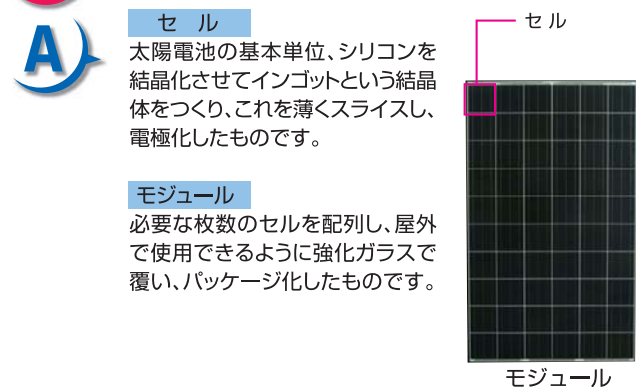 A
セル
太陽電池の基本単位、シリコンを
結晶化させてインゴットという結晶
体をつくり、これを薄くスライスし、
電極化したものです。
モジュール
必要な枚数のセルを配列し、屋外
で使用できるように強化ガラスで
覆い、パッケージ化したものです。
セル
モジュール